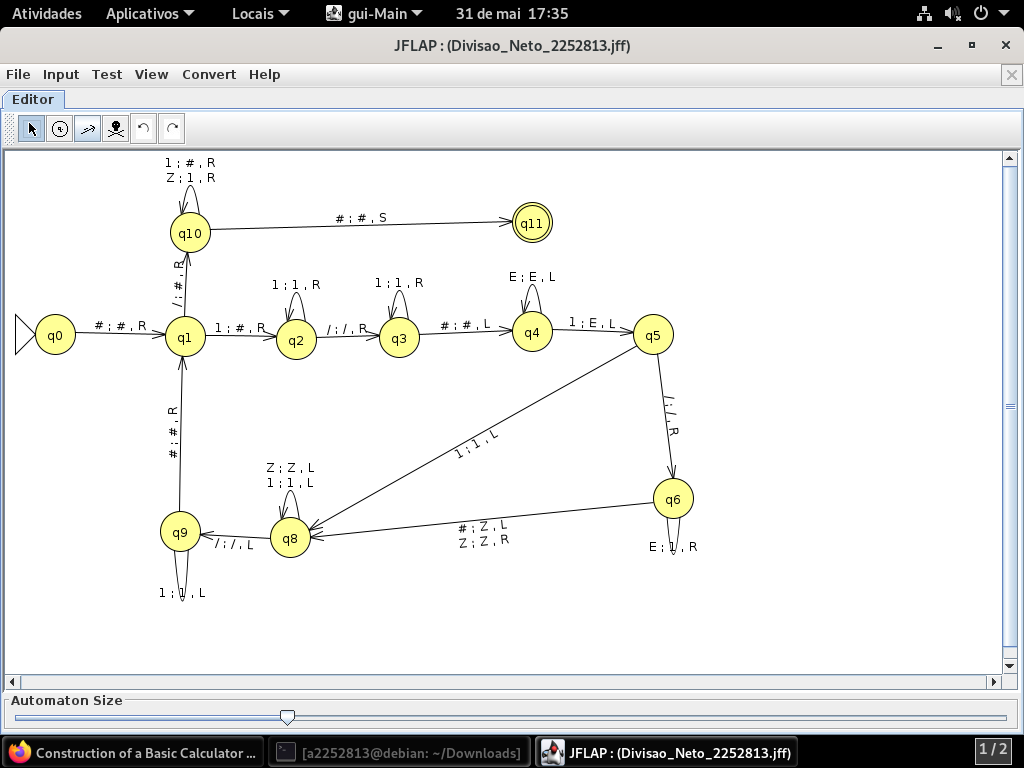 Atividades Aplicativos Locais gui-Main 31 de mai 17:35
JFLAP : (Divisao_Neto_2252813.jff)
File Input Test View Convert Help
Editor
1 ; # , R
Z ; 1 , R
q10
# ; # , S
q11
/ ; # , R
1 ; 1 , R
1 ; 1 , R
E ; E , L
q0
# ; # , R
q1
1 ; # , R
q2
/ ; / , R
q3
# ; # , L
q4
1 ; E , L
q5
# ; # , R
1 ; 1 , L
/ ; / , R
Z ; Z , L
1 ; 1 , L
q6
q9
/ ; / , L
q8
# ; Z , L
Z ; Z , R
E ; 1 , R
1 ; 1 , L
Automaton Size
Construction of a Basic Calculator ... [a2252813@debian: ~/Downloads] JFLAP : (Divisao_Neto_2252813.jff) 1 / 2